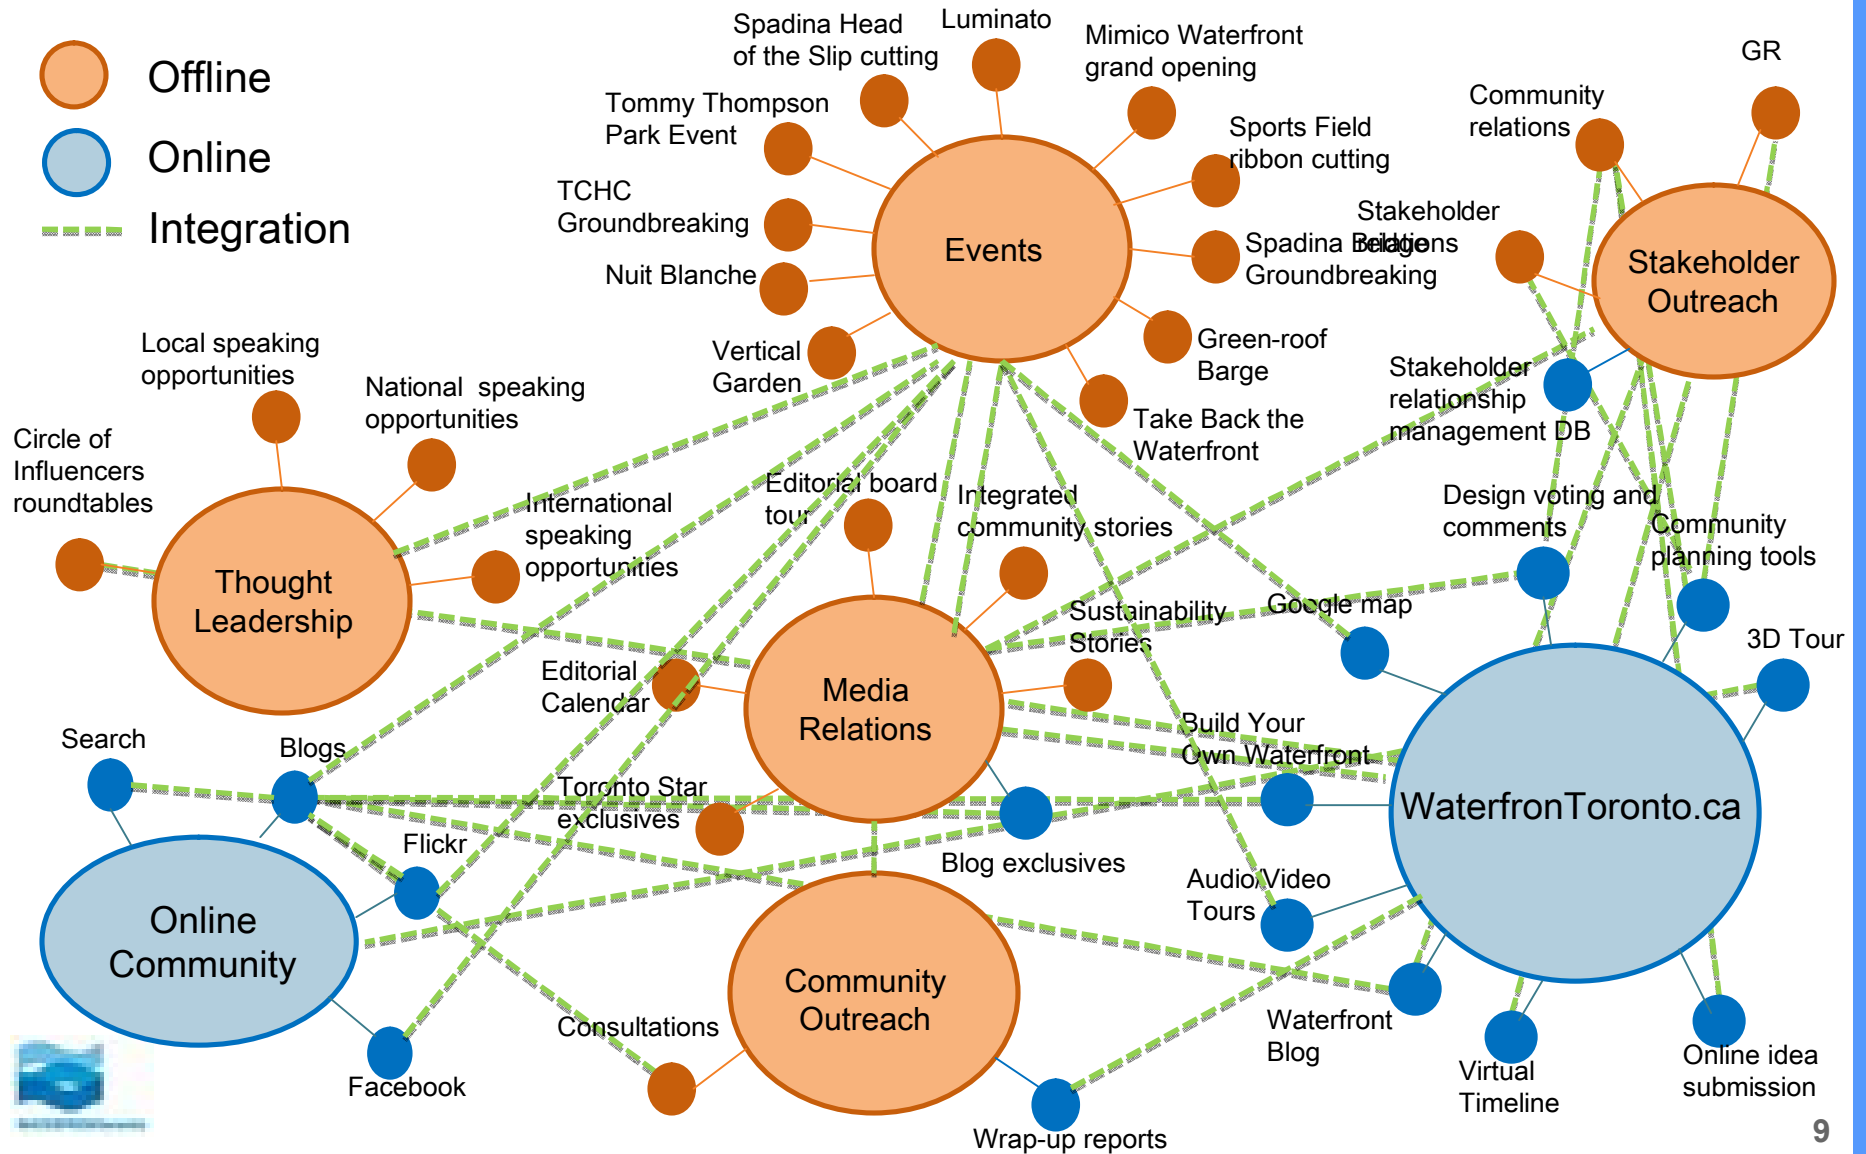 Offline
Online
Integration
Spadina Head
of the Slip cutting
Luminato
Mimico Waterfront
grand opening
Tommy Thompson
Park Event
Sports Field
ribbon cutting
TCHC
Groundbreaking
Nuit Blanche
Spadina Bridge
Groundbreaking
Vertical
Garden
Green-roof
Barge
Take Back the
Waterfront
Events
GR
Community
relations
Stakeholder
relations
Stakeholder
Outreach
Stakeholder
relationship
management DB
Local speaking
opportunities
National speaking
opportunities
Circle of
Influencers
roundtables
International
speaking
opportunities
Thought
Leadership
Editorial board
tour
Integrated
community stories
Sustainability
Stories
Editorial
Calendar
Media
Relations
Toronto Star
exclusives
Blog exclusives
Design voting and
comments
Community
planning tools
Google map
3D Tour
Build Your
Own Waterfront
WaterfronToronto.ca
Audio/Video
Tours
Waterfront
Blog
Virtual
Timeline
Online idea
submission
Search
Blogs
Flickr
Online
Community
Facebook
Consultations
Community
Outreach
Wrap-up reports
9